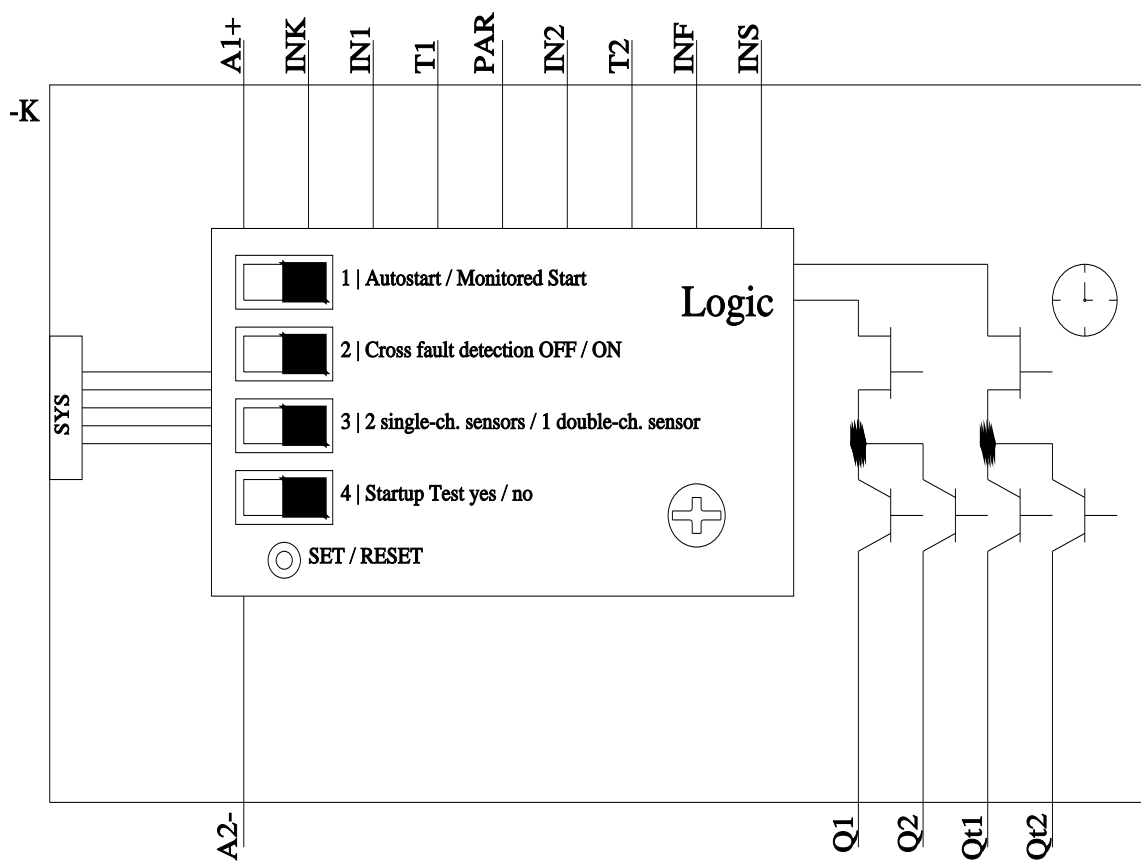 A1+
INK
IN1
T1
PAR
IN2
T2
INF
INS
-K
1 | Autostart / Monitored Start
Logic
2 | Cross fault detection OFF / ON
SYS
3 | 2 single-ch. sensors / 1 double-ch. sensor
4 | Startup Test yes / no
SET / RESET
A2-
Q1
Q2
Qt1
Qt2